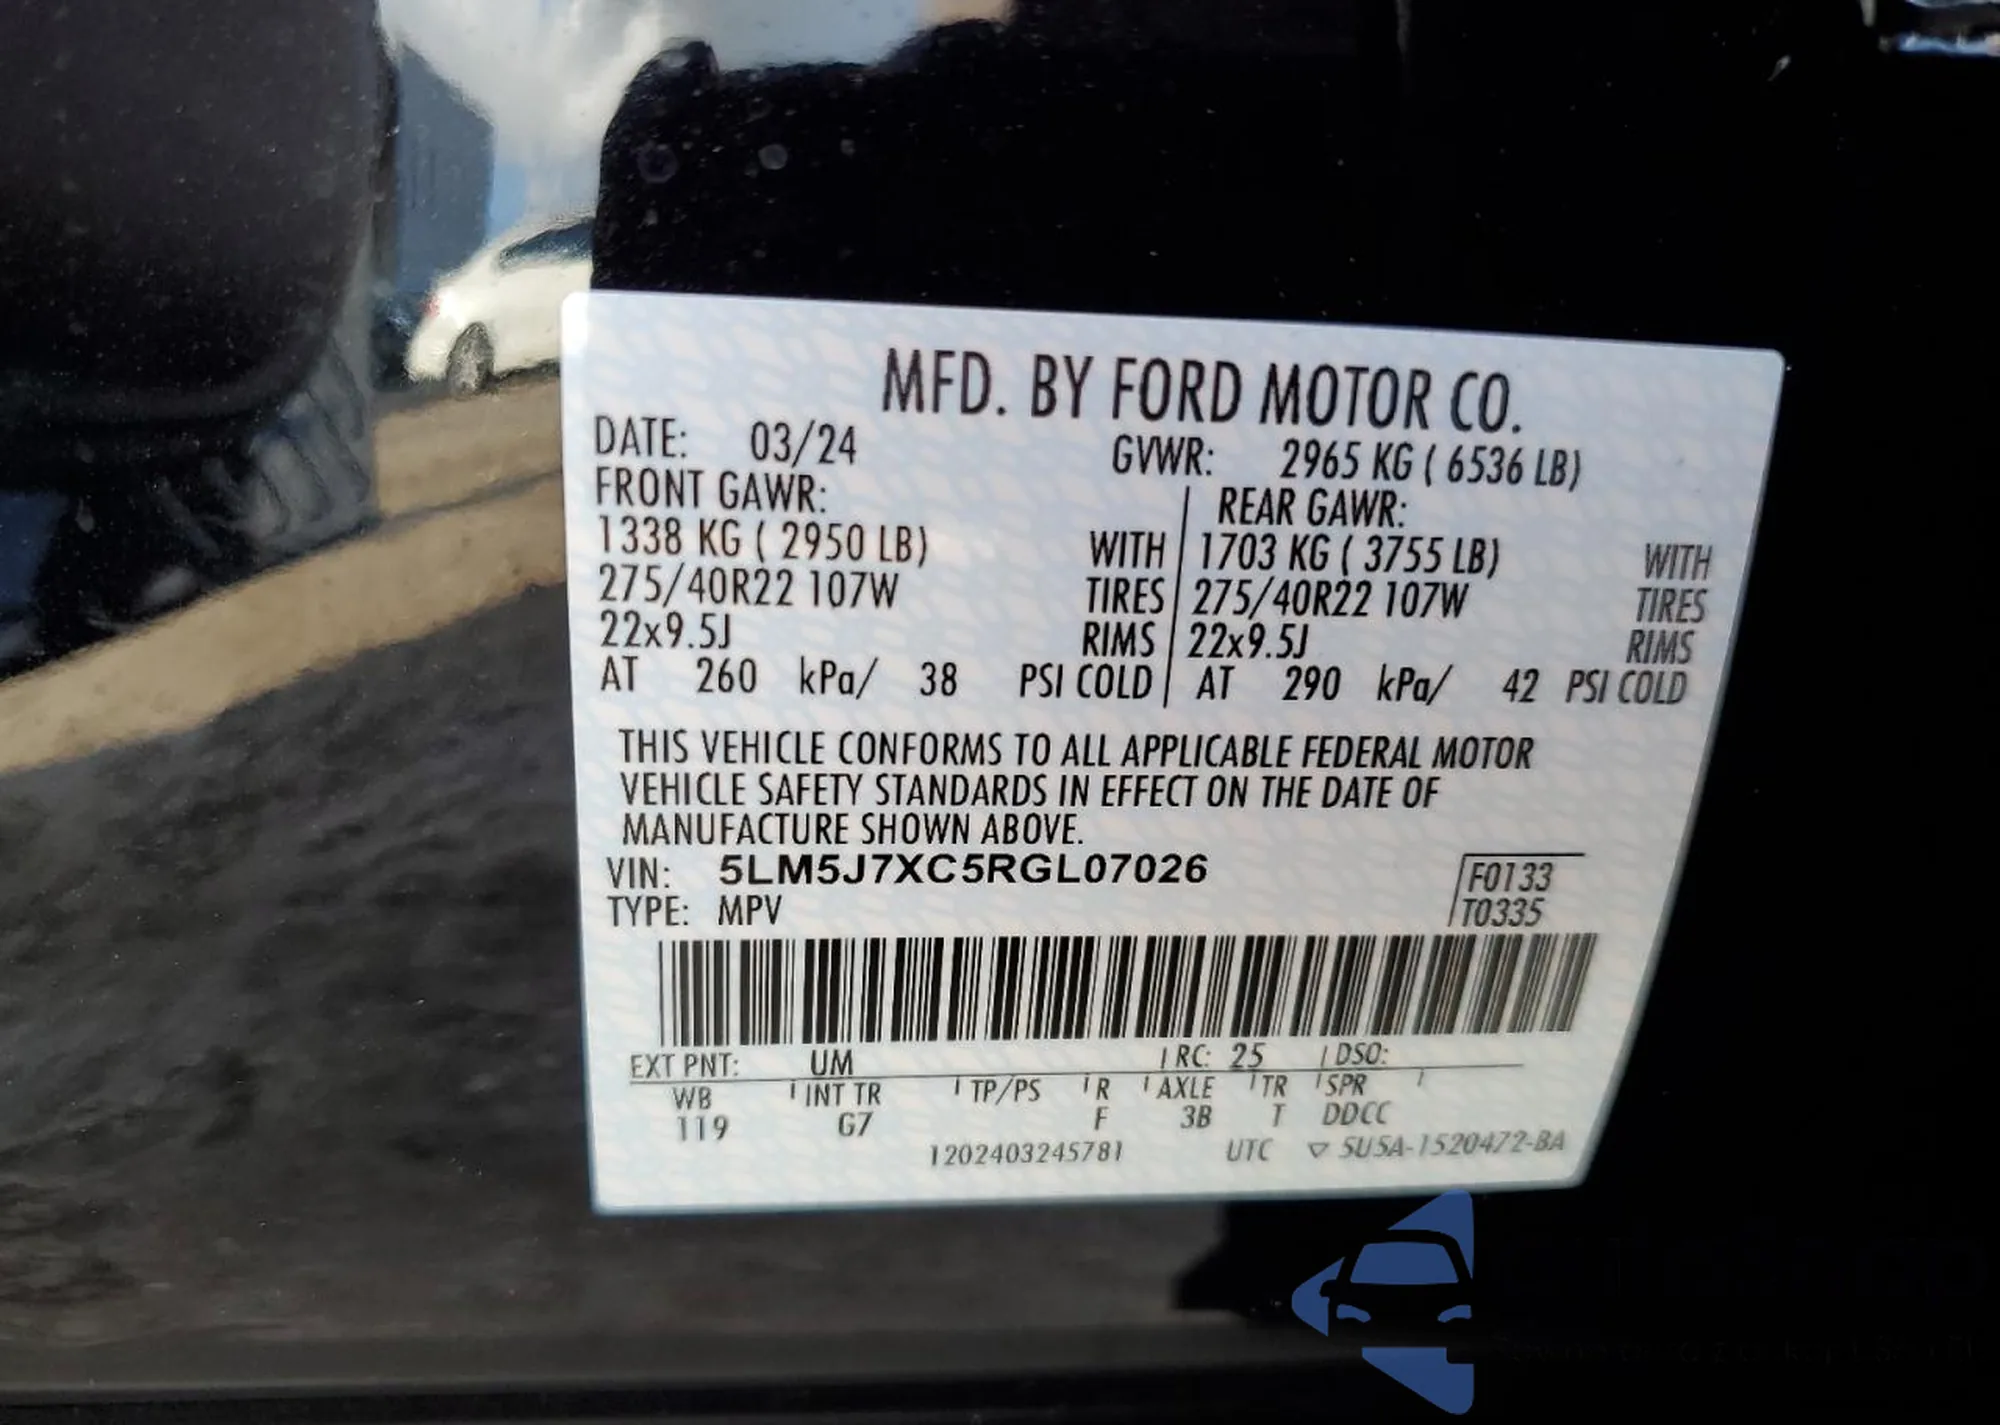 MFD. BY FORD MOTOR CO.
DATE: 03/24 GVWR: 2965 KG ( 6536 LB)
FRONT GAWR: REAR GAWR:
1338 KG ( 2950 LB) WITH 1703 KG ( 3755 LB) WITH
275/40R22 107W TIRES 275/40R22 107W TIRES
22x9.5J RIMS 22x9.5J RIMS
AT 260 kPa/ 38 PSI COLD AT 290 kPa/ 42 PSI COLD
THIS VEHICLE CONFORMS TO ALL APPLICABLE FEDERAL MOTOR
VEHICLE SAFETY STANDARDS IN EFFECT ON THE DATE OF
MANUFACTURE SHOWN ABOVE.
VIN: 5LM5J7XC5RGL07026 F0133
TYPE: MPV T0335
EXT PNT: UM RC: 25 DSO:
WB INT TR TP/PS R AXLE TR SPR
119 G7 F 3B T DDCC
1202403245781 UTC ▽ SU5A-1520472-BA